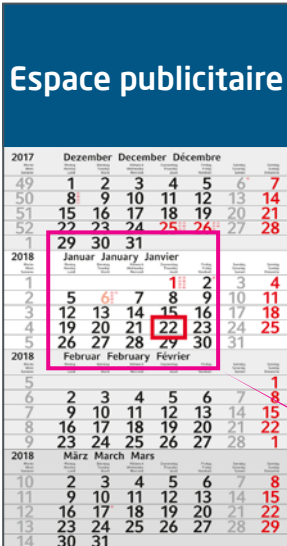 Espace publicitaire
2017 Dezember December Décembre
49 1 2 3 4 5 6 7
50 8 9 10 11 12 13 14
51 15 16 17 18 19 20 21
52 22 23 24 25 26 27 28
1 29 30 31
2018 Januar January Janvier
1 1 2 3 4
2 5 6 7 8 9 10 11
3 12 13 14 15 16 17 18
4 19 20 21 22 23 24 25
5 26 27 28 29 30 31
2018 Februar February Février
5 1
6 2 3 4 5 6 7 8
7 9 10 11 12 13 14 15
8 16 17 18 19 20 21 22
9 23 24 25 26 27 28 1
2018 März March Mars
10 2 3 4 5 6 7 8
11 9 10 11 12 13 14 15
12 16 17 18 19 20 21 22
13 23 24 25 26 27 28 29
14 30 31